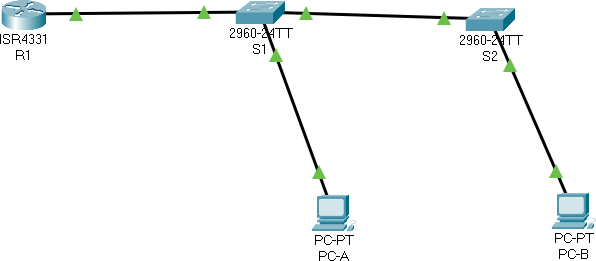 ISR4331
R1
2960-24TT
S1
2960-24TT
S2
PC-PT
PC-A
PC-PT
PC-B